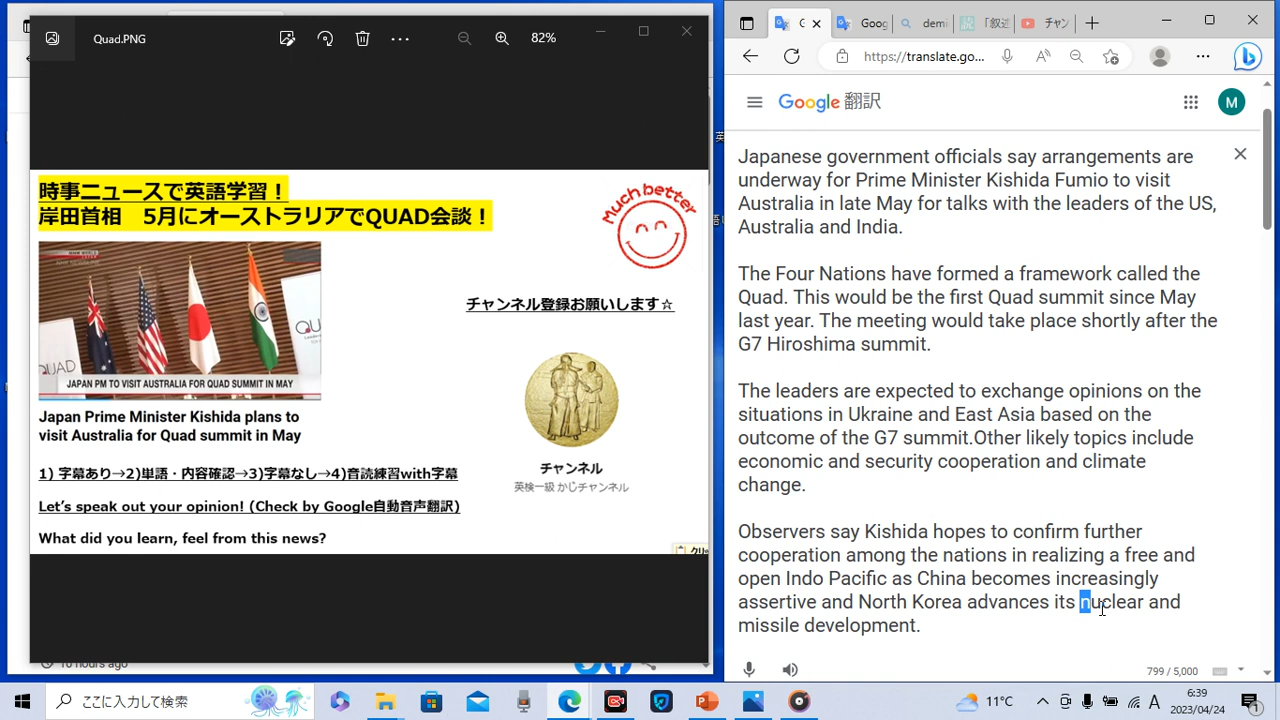 Quad.PNG
82%
時事ニュースで英語学習！
岸田首相　5月にオーストラリアでQUAD会談！
Much better
NHK WORLD
QUAD
QU
JAPAN PM TO VISIT AUSTRALIA FOR QUAD SUMMIT IN MAY
Japan Prime Minister Kishida plans to
visit Australia for Quad summit in May
チャンネル登録お願いします☆
チャンネル
英検一級 かじチャンネル
1) 字幕あり→2)単語・内容確認→3)字幕なし→4)音読練習with字幕
Let's speak out your opinion! (Check by Google自動音声翻訳)
What did you learn, feel from this news?
10 hours ago
G
Goog
demi
「叙述
チャン
https://translate.go...
Google 翻訳
M
Japanese government officials say arrangements are
underway for Prime Minister Kishida Fumio to visit
Australia in late May for talks with the leaders of the US,
Australia and India.
The Four Nations have formed a framework called the
Quad. This would be the first Quad summit since May
last year. The meeting would take place shortly after the
G7 Hiroshima summit.
The leaders are expected to exchange opinions on the
situations in Ukraine and East Asia based on the
outcome of the G7 summit.Other likely topics include
economic and security cooperation and climate
change.
Observers say Kishida hopes to confirm further
cooperation among the nations in realizing a free and
open Indo Pacific as China becomes increasingly
assertive and North Korea advances its nuclear and
missile development.
799 / 5,000
ここに入力して検索
11°C
A
6:39
2023/04/24